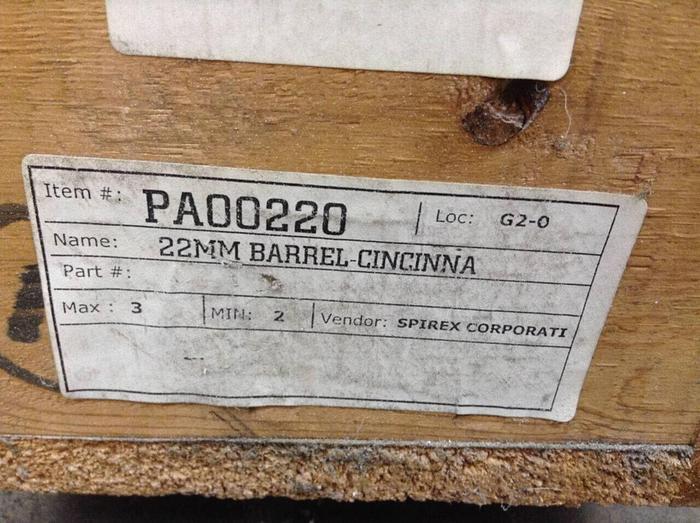 Item #: PA00220 Loc: G2-0
Name: 22MM BARREL-CINCINNA
Part #:
Max : 3 MIN: 2 Vendor: SPIREX CORPORATI